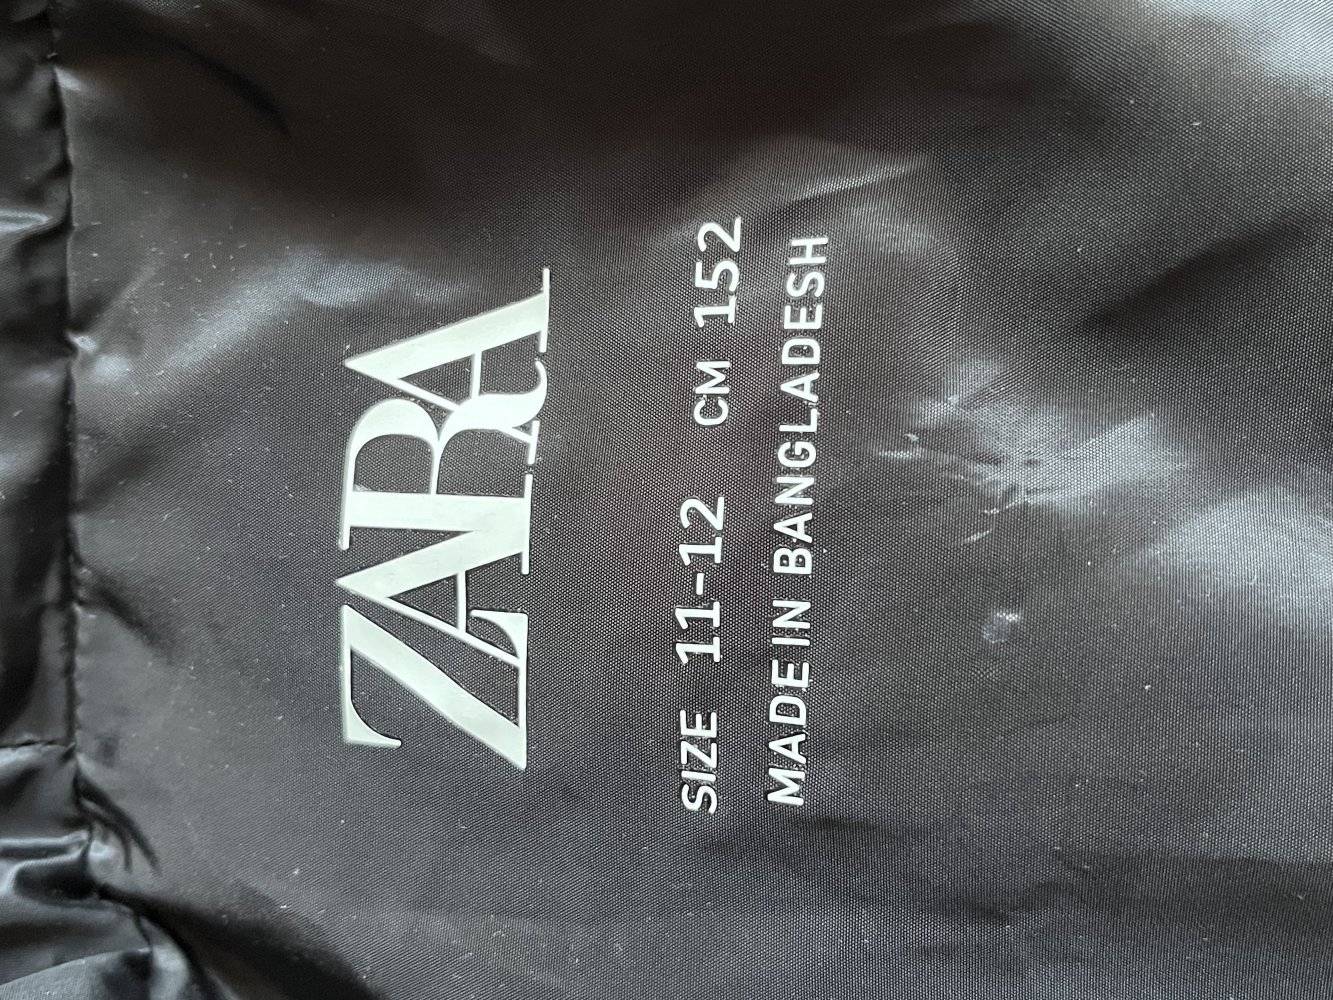 ZARA
SIZE 11-12 CM 152
MADE IN BANGLADESH